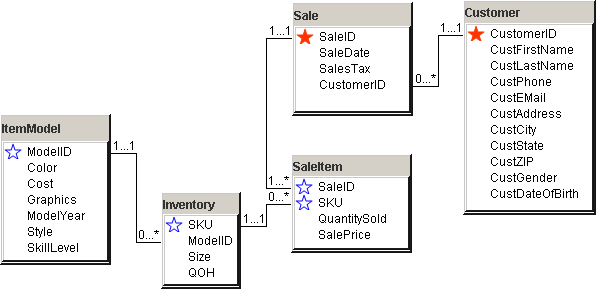 Sale
SaleID
SaleDate
SalesTax
CustomerID
1...1
0...*
1...1
Customer
CustomerID
CustFirstName
CustLastName
CustPhone
CustEMail
CustAddress
CustCity
CustState
CustZIP
CustGender
CustDateOfBirth
ItemModel
ModelID
Color
Cost
Graphics
ModelYear
Style
SkillLevel
1...1
0...*
Inventory
SKU
ModelID
Size
QOH
1...1
1...*
0...*
SaleItem
SaleID
SKU
QuantitySold
SalePrice